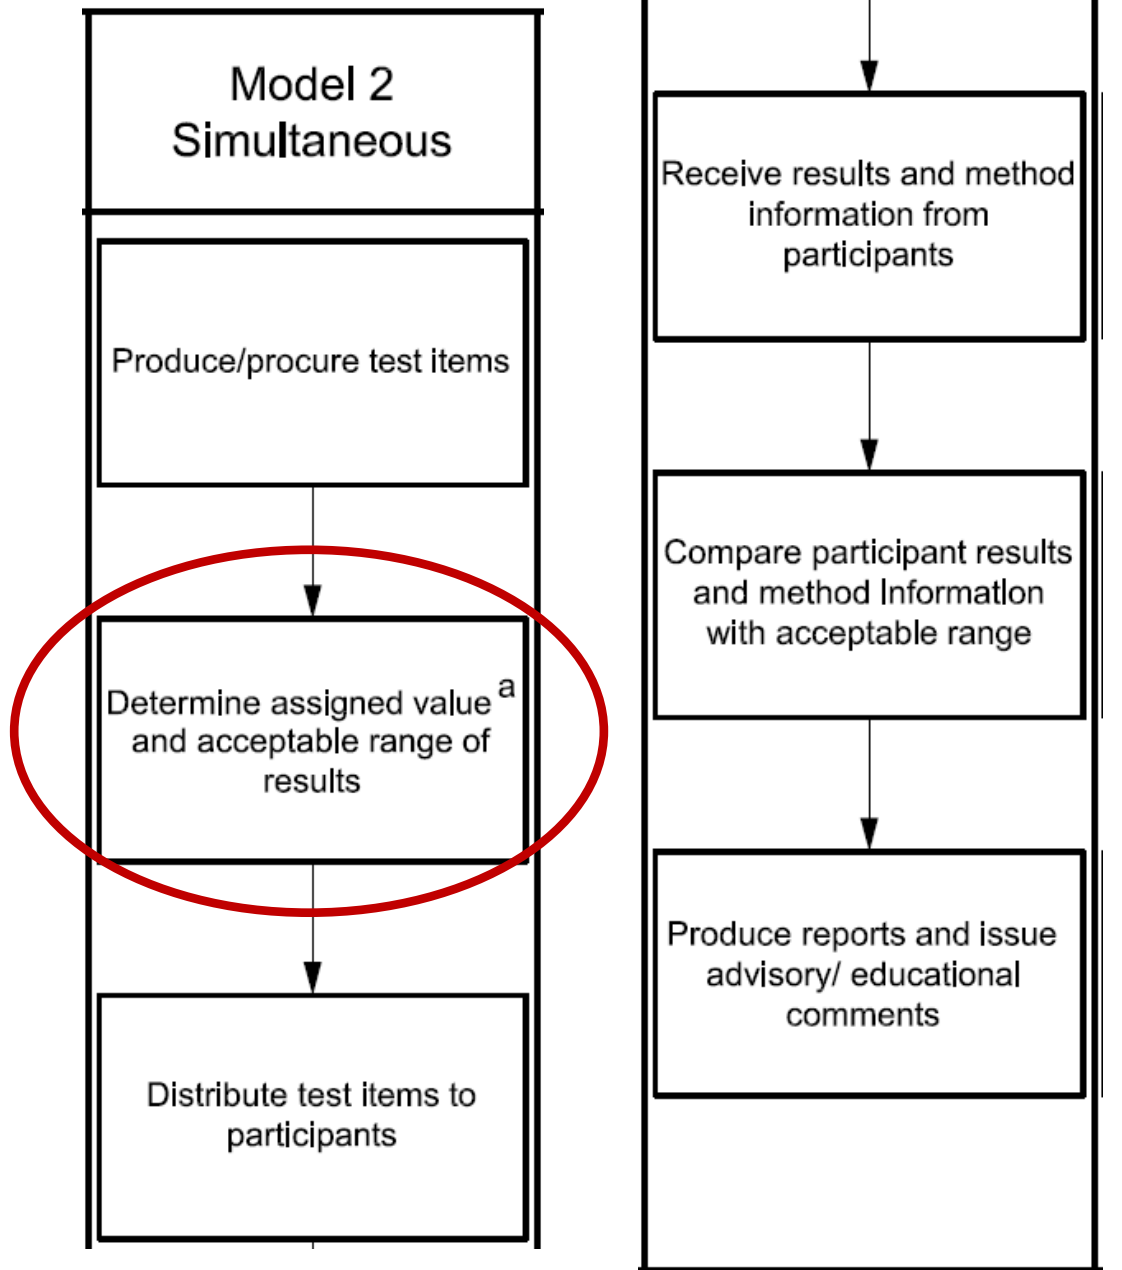 Model 2
Simultaneous
Produce/procure test items
Determine assigned value a
and acceptable range of
results
Distribute test items to
participants
Receive results and method
information from
participants
Compare participant results
and method Information
with acceptable range
Produce reports and issue
advisory/ educational
comments